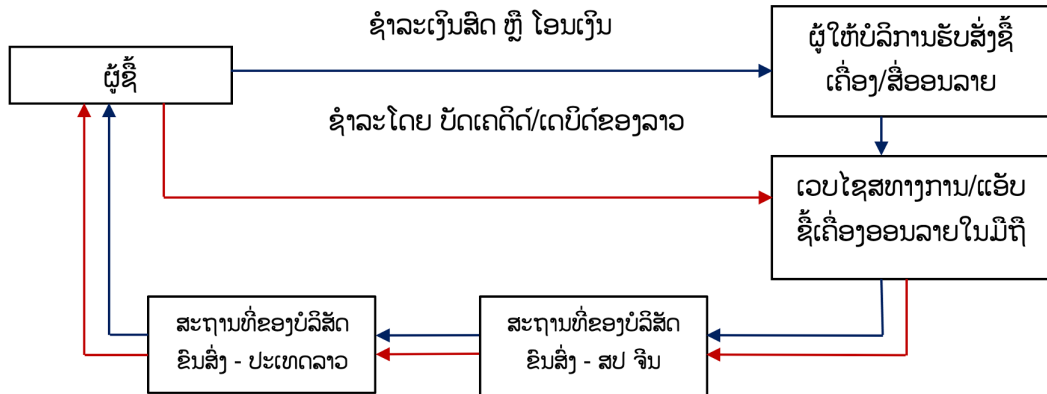 ຊຳລະເງິນສົດ ຫຼື ໂອນເງິນ
ຜູ້ຊື້
ຜູ້ໃຫ້ບໍລິການຮັບສັ່ງຊື້
ເຄື່ອງ/ສື່ອອນລາຍ
ຊຳລະໂດຍ ບັດເຄດິດ໌/ເດບິດ໌ຂອງລາວ
ເວບໄຊສທາງການ/ແອັບ
ຊື້ເຄື່ອງອອນລາຍໃນມືຖື
ສະຖານທີ່ຂອງບໍລິສັດ
ຂົນສົ່ງ - ປະເທດລາວ
ສະຖານທີ່ຂອງບໍລິສັດ
ຂົນສົ່ງ - ສປ ຈີນ